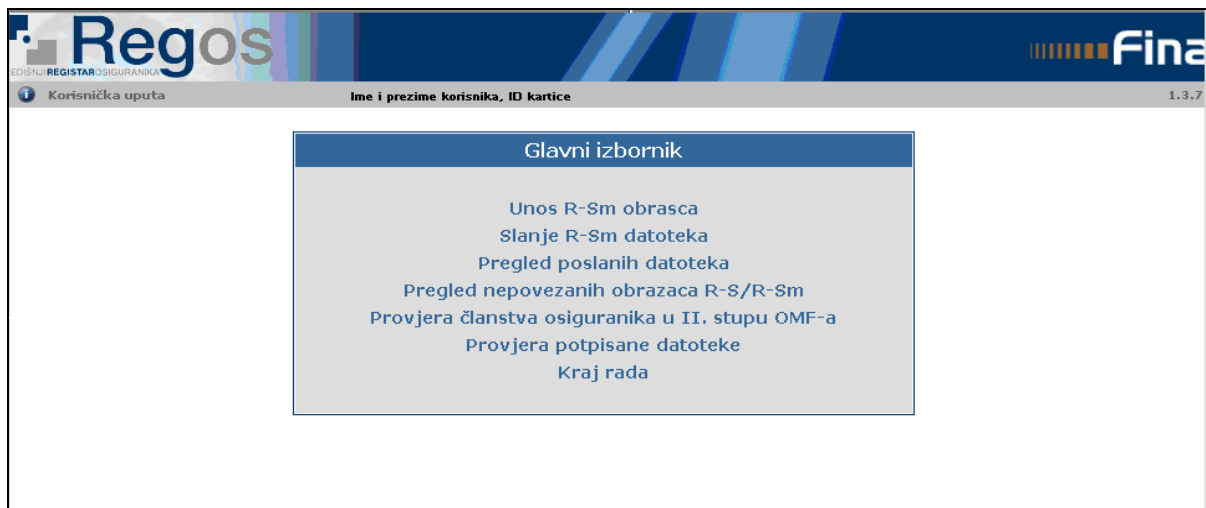 Regos
Fina
SREDIŠNJI REGISTAR OSIGURANIKA
Korisnička uputa
Ime i prezime korisnika, ID kartice
1.3.7
Glavni izbornik
Unos R-Sm obrasca
Slanje R-Sm datoteka
Pregled poslanih datoteka
Pregled nepovezanih obrazaca R-S/R-Sm
Provjera članstva osiguranika u II. stupu OMF-a
Provjera potpisane datoteke
Kraj rada